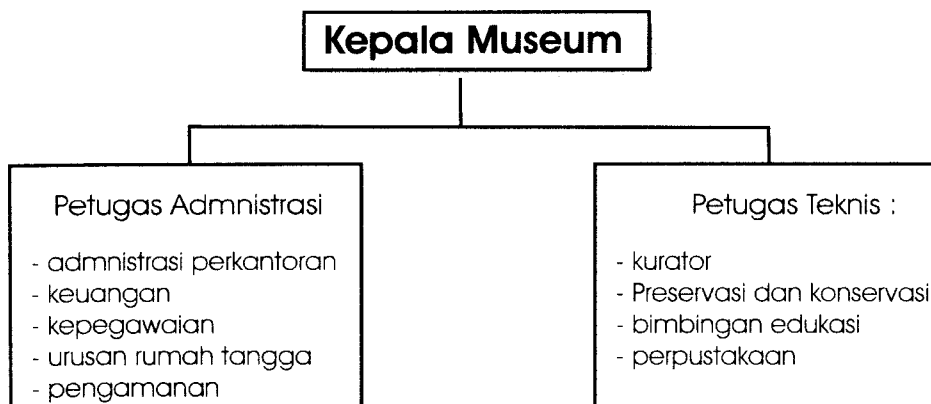 Kepala Museum
Petugas Admnistrasi
- admnistrasi perkantoran
- keuangan
- kepegawaian
- urusan rumah tangga
- pengamanan
Petugas Teknis :
- kurator
- Preservasi dan konservasi
- bimbingan edukasi
- perpustakaan